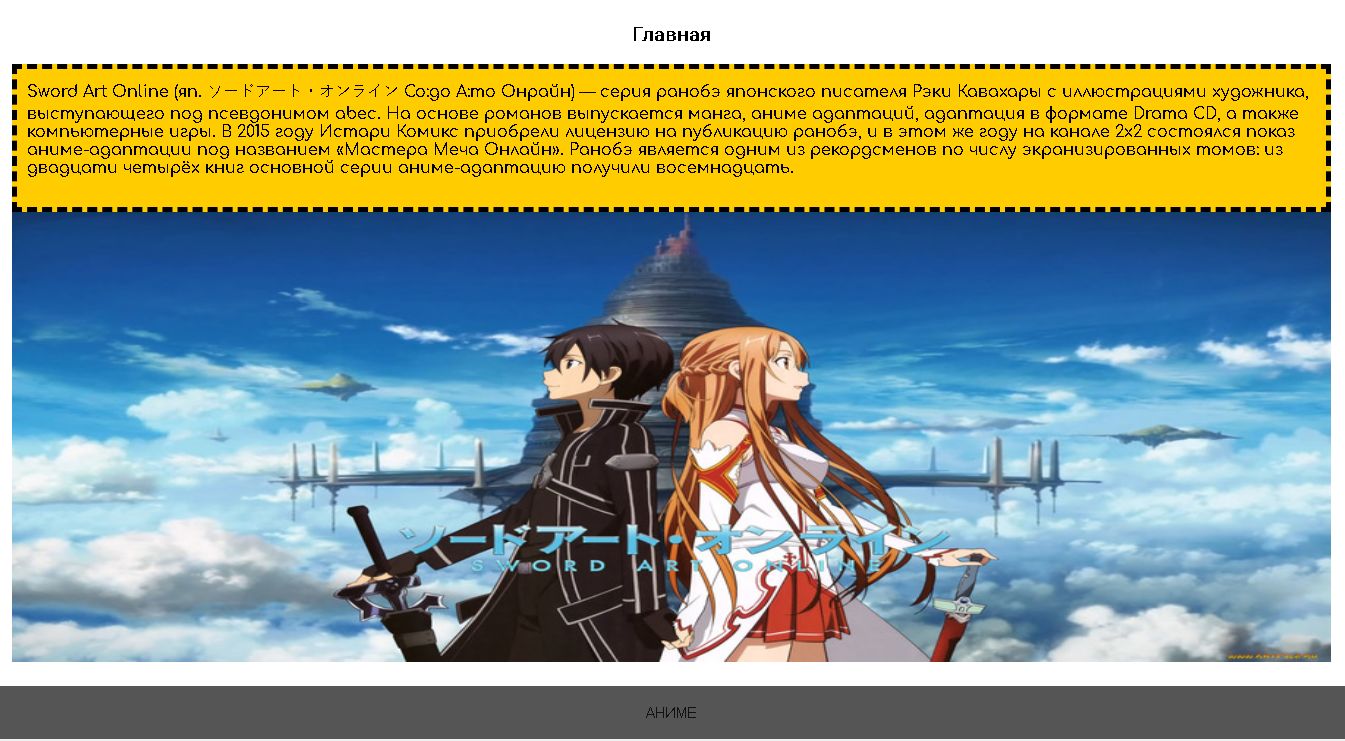 Главная
Sword Art Online (яп. ソードアート・オンライン Со:до А:то Онрайн) — серия ранобэ японского писателя Рэки Кавахары с иллюстрациями художника,
выступающего под псевдонимом abec. На основе романов выпускается манга, аниме адаптаций, адаптация в формате Drama CD, а также
компьютерные игры. В 2015 году Истари Комикс приобрели лицензию на публикацию ранобэ, и в этом же году на канале 2x2 состоялся показ
аниме-адаптации под названием «Мастера Меча Онлайн». Ранобэ является одним из рекордсменов по числу экранизированных томов: из
двадцати четырёх книг основной серии аниме-адаптацию получили восемнадцать.
ソードアート・オンライン
SWORD ART ONLINE
АНИМЕ